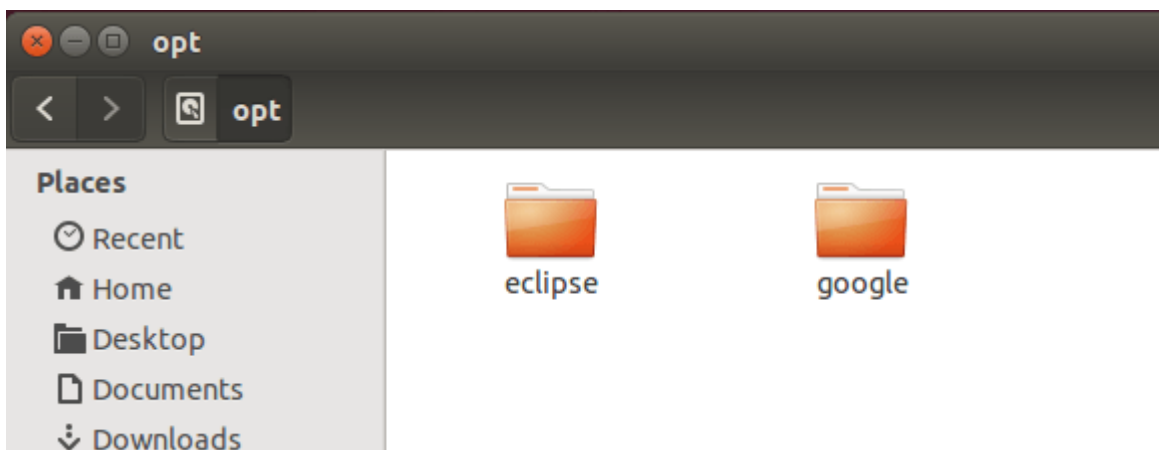 opt
opt
Places
Recent
Home
Desktop
Documents
Downloads
eclipse
google